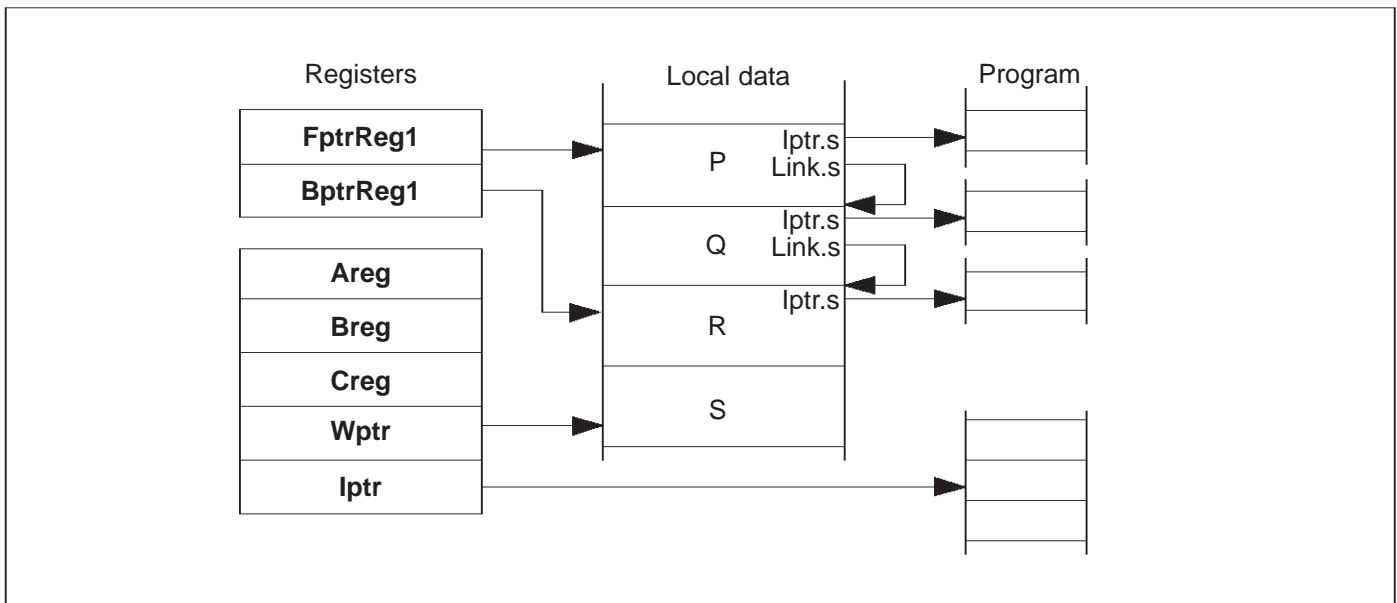 Registers
Local data
Program
FptrReg1
BptrReg1
Areg
Breg
Creg
Wptr
Iptr
P
Iptr.s
Link.s
Q
Iptr.s
Link.s
R
Iptr.s
S